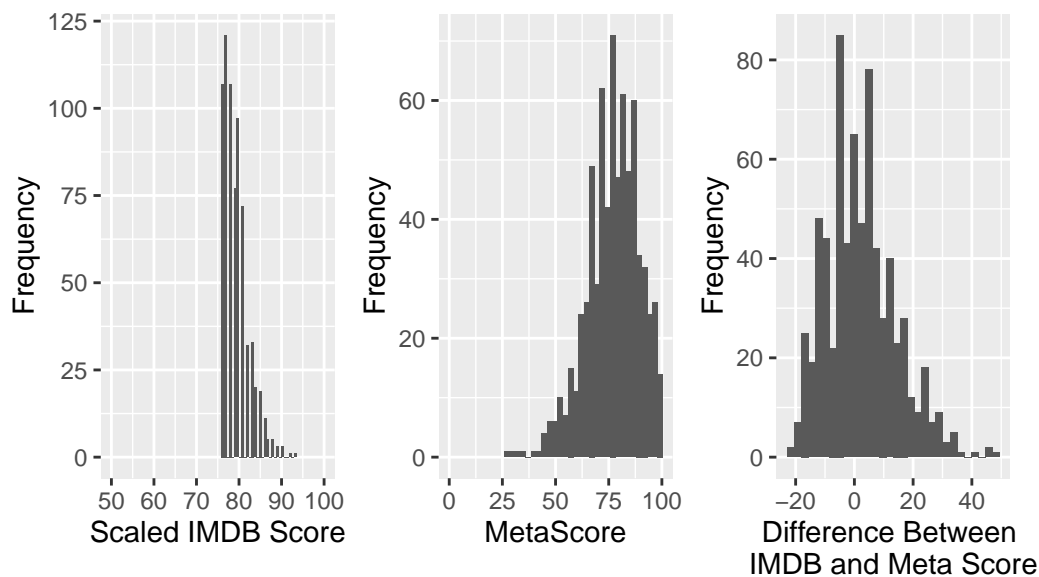 125
100
75
50
25
0
Frequency
50 60 70 80 90 100
Scaled IMDB Score
60
40
20
0
Frequency
0 25 50 75 100
MetaScore
80
60
40
20
0
Frequency
−20 0 20 40
Difference Between
IMDB and Meta Score